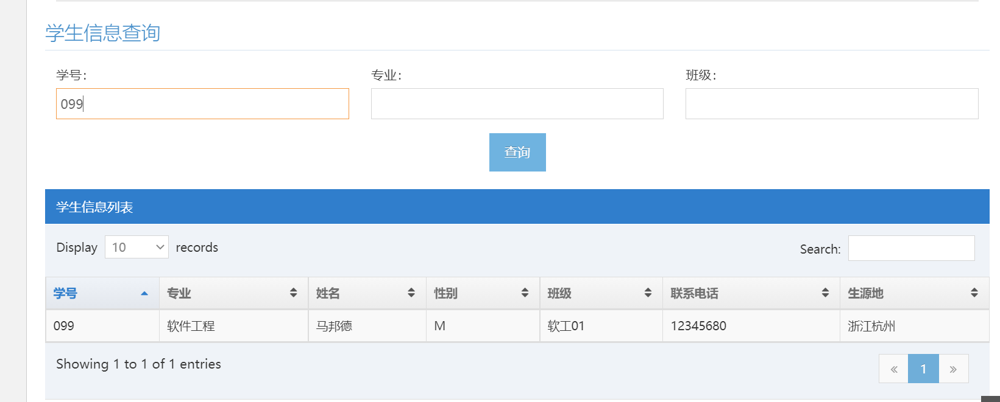 学生信息查询
学号： 专业： 班级：
099
查询
学生信息列表
Display 10 records Search:
学号 专业 姓名 性别 班级 联系电话 生源地
099 软件工程 马邦德 M 软工01 12345680 浙江杭州
Showing 1 to 1 of 1 entries
« 1 »